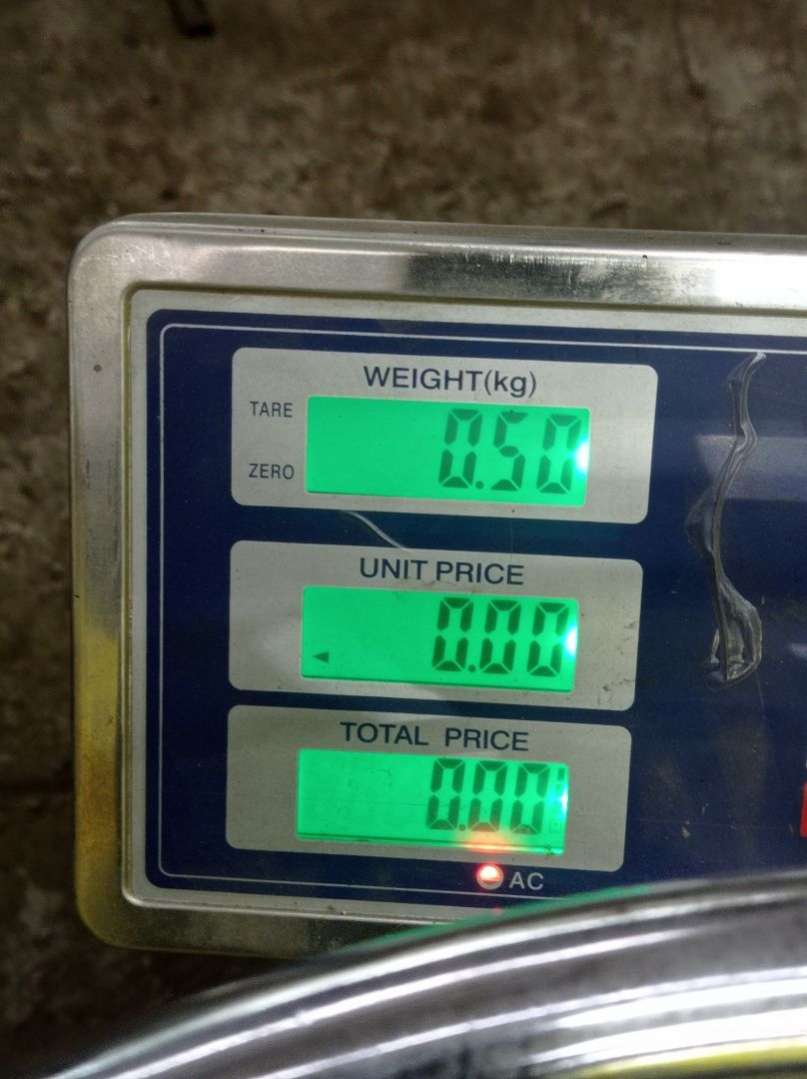 WEIGHT(kg)
TARE
0.50
ZERO
UNIT PRICE
0.00
TOTAL PRICE
0.00
AC